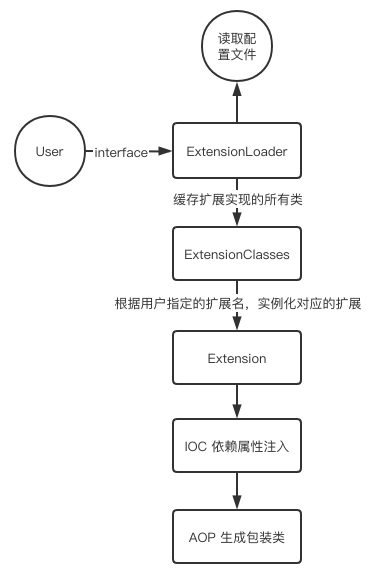 读取配
置文件
User
interface
ExtensionLoader
缓存扩展实现的所有类
ExtensionClasses
根据用户指定的扩展名，实例化对应的扩展
Extension
IOC 依赖属性注入
AOP 生成包装类